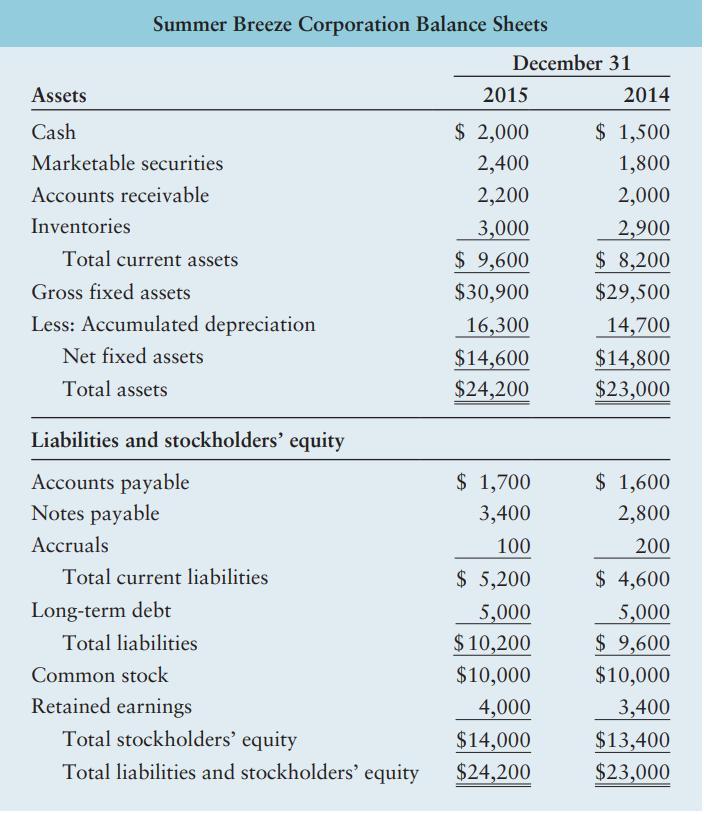 Summer Breeze Corporation Balance Sheets
December 31
Assets 2015 2014
Cash $ 2,000 $ 1,500
Marketable securities 2,400 1,800
Accounts receivable 2,200 2,000
Inventories 3,000 2,900
Total current assets $ 9,600 $ 8,200
Gross fixed assets $30,900 $29,500
Less: Accumulated depreciation 16,300 14,700
Net fixed assets $14,600 $14,800
Total assets $24,200 $23,000
Liabilities and stockholders’ equity
Accounts payable $ 1,700 $ 1,600
Notes payable 3,400 2,800
Accruals 100 200
Total current liabilities $ 5,200 $ 4,600
Long-term debt 5,000 5,000
Total liabilities $10,200 $ 9,600
Common stock $10,000 $10,000
Retained earnings 4,000 3,400
Total stockholders’ equity $14,000 $13,400
Total liabilities and stockholders’ equity $24,200 $23,000